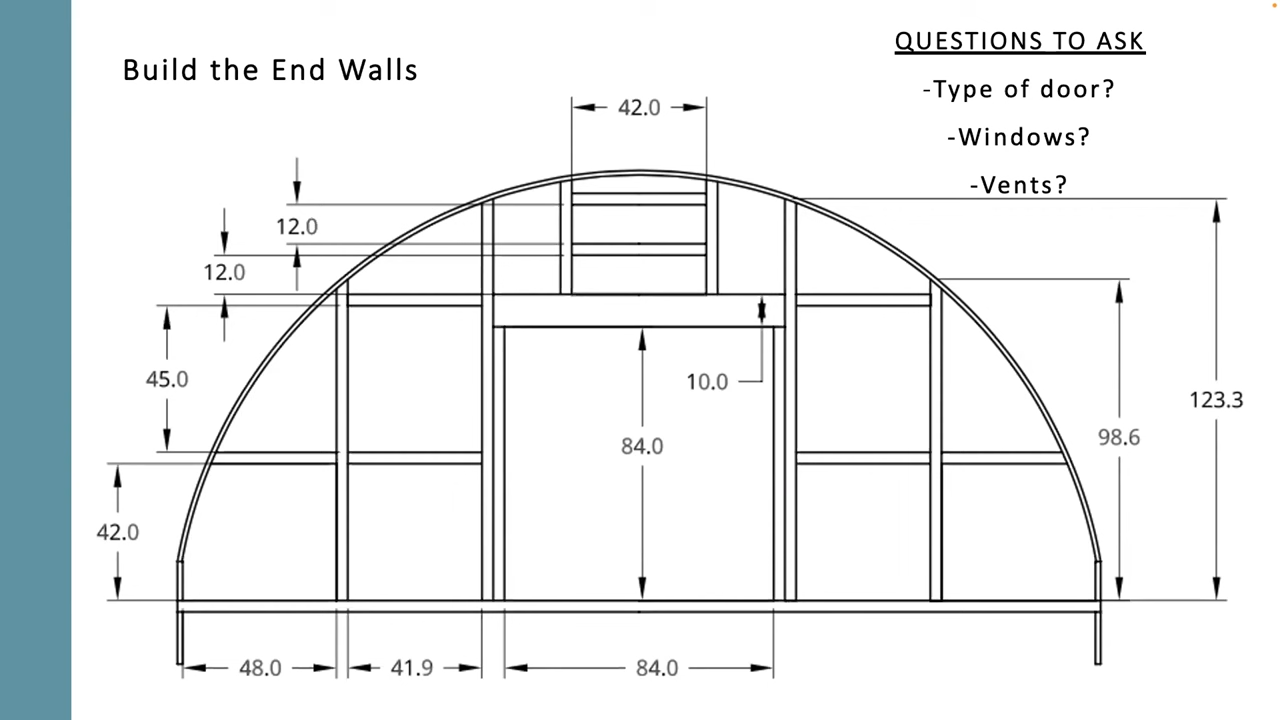 QUESTIONS TO ASK
Build the End Walls
-Type of door?
42.0
-Windows?
-Vents?
12.0
12.0
45.0
10.0
123.3
98.6
84.0
42.0
48.0
41.9
84.0